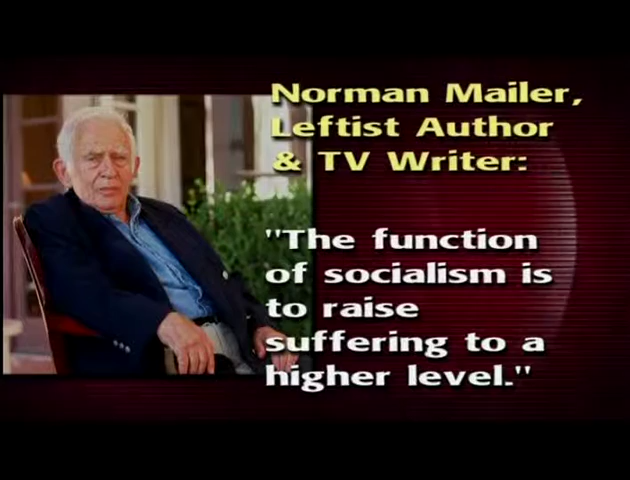 Norman Mailer,
Leftist Author
& TV Writer:
"The function
of socialism is
to raise
suffering to a
higher level."